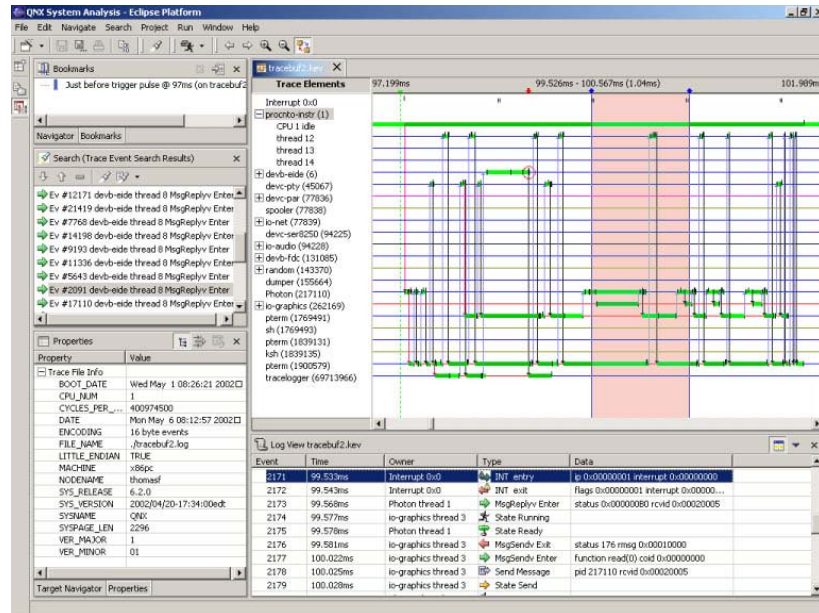 QNX System Analysis - Eclipse Platform
File Edit Navigate Search Project Run Window Help
Bookmarks
Just before trigger pulse @ 97ms (on tracebuf2
Navigator Bookmarks
Search (Trace Event Search Results)
Ev #12171 devb-eide thread 8 MsgReplyv Enter
Ev #21419 devb-eide thread 8 MsgReplyv Enter
Ev #7768 devb-eide thread 8 MsgReplyv Enter
Ev #14198 devb-eide thread 8 MsgReplyv Enter
Ev #9193 devb-eide thread 8 MsgReplyv Enter
Ev #11336 devb-eide thread 8 MsgReplyv Enter
Ev #5643 devb-eide thread 8 MsgReplyv Enter
Ev #2091 devb-eide thread 8 MsgReplyv Enter
Ev #17110 devb-eide thread 8 MsgReplyv Enter
Properties
Property Value
Trace File Info
BOOT_DATE Wed May 1 08:26:21 2002
CPU_NUM 1
CYCLES_PER_... 400974500
DATE Mon May 6 08:12:57 2002
ENCODING 16 byte events
FILE_NAME ./tracebuf2.log
LITTLE_ENDIAN TRUE
MACHINE x86pc
NODENAME thomasf
SYS_RELEASE 6.2.0
SYS_VERSION 2002/04/20-17:34:00edt
SYSNAME QNX
SYSPAGE_LEN 2296
VER_MAJOR 1
VER_MINOR 01
Target Navigator Properties
tracebuf2.kev
Trace Elements 97.199ms 99.526ms - 100.567ms (1.04ms) 101.989m
Interrupt 0x0
procnto-instr (1)
CPU 1 idle
thread 12
thread 13
thread 14
devb-eide (6)
devc-pty (45067)
devc-par (77836)
spooler (77838)
io-net (77839)
devc-ser8250 (94225)
io-audio (94228)
devb-fdc (131085)
random (143370)
dumper (155664)
Photon (217110)
io-graphics (262169)
pterm (1769491)
sh (1769493)
pterm (1839131)
ksh (1839135)
pterm (1900579)
tracelogger (69713966)
Log View tracebuf2.kev
Event Time Owner Type Data
2171 99.533ms Interrupt 0x0 INT entry ip 0x00000001 interrupt 0x00000000
2172 99.543ms Interrupt 0x0 INT exit flags 0x00000001 interrupt 0x00000...
2173 99.568ms Photon thread 1 MsgReplyv Enter status 0x000000B0 rcvid 0x00020005
2174 99.577ms io-graphics thread 3 State Running
2175 99.578ms Photon thread 1 State Ready
2176 99.581ms io-graphics thread 3 MsgSendv Exit status 176 rmsg 0x00010000
2177 100.022ms io-graphics thread 3 MsgSendv Enter function read(0) coid 0x00000000
2178 100.025ms io-graphics thread 3 Send Message pid 217110 rcvid 0x00020005
2179 100.028ms io-graphics thread 3 State Send